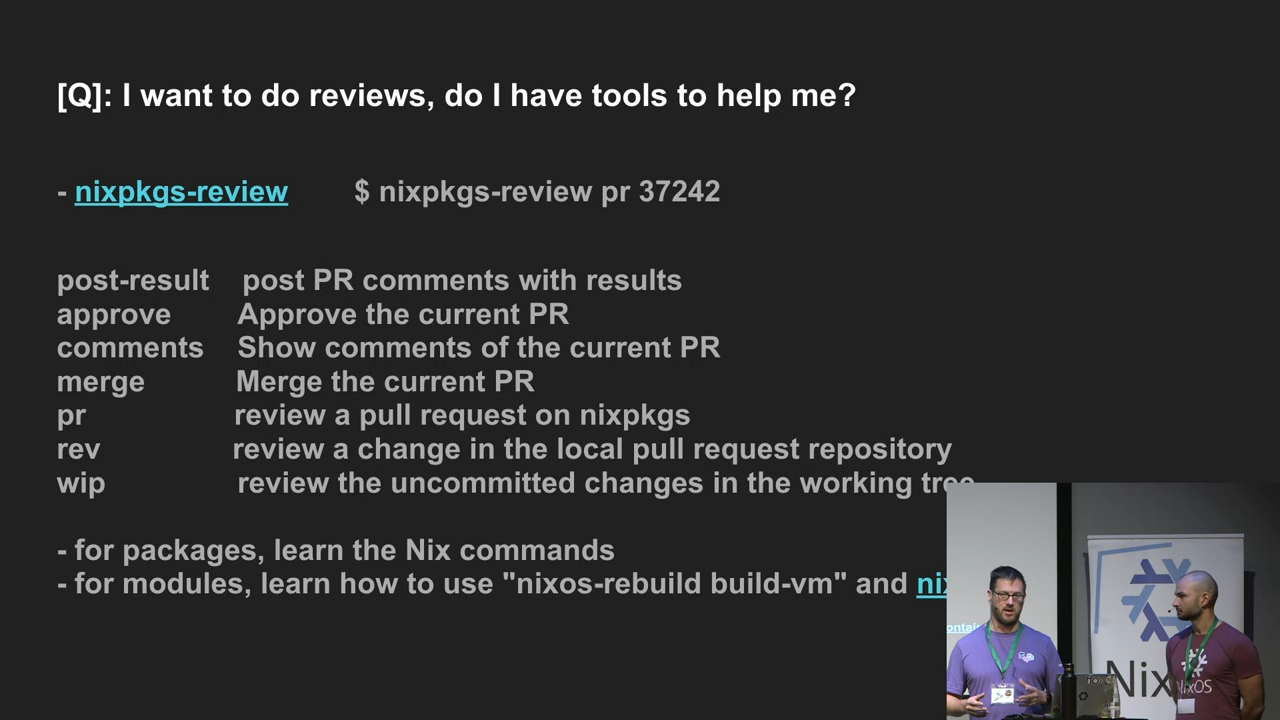 [Q]: I want to do reviews, do I have tools to help me?
- nixpkgs-review $ nixpkgs-review pr 37242
post-result post PR comments with results
approve Approve the current PR
comments Show comments of the current PR
merge Merge the current PR
pr review a pull request on nixpkgs
rev review a change in the local pull request repository
wip review the uncommitted changes in the working tree
- for packages, learn the Nix commands
- for modules, learn how to use "nixos-rebuild build-vm" and nix
Nix
NixOS